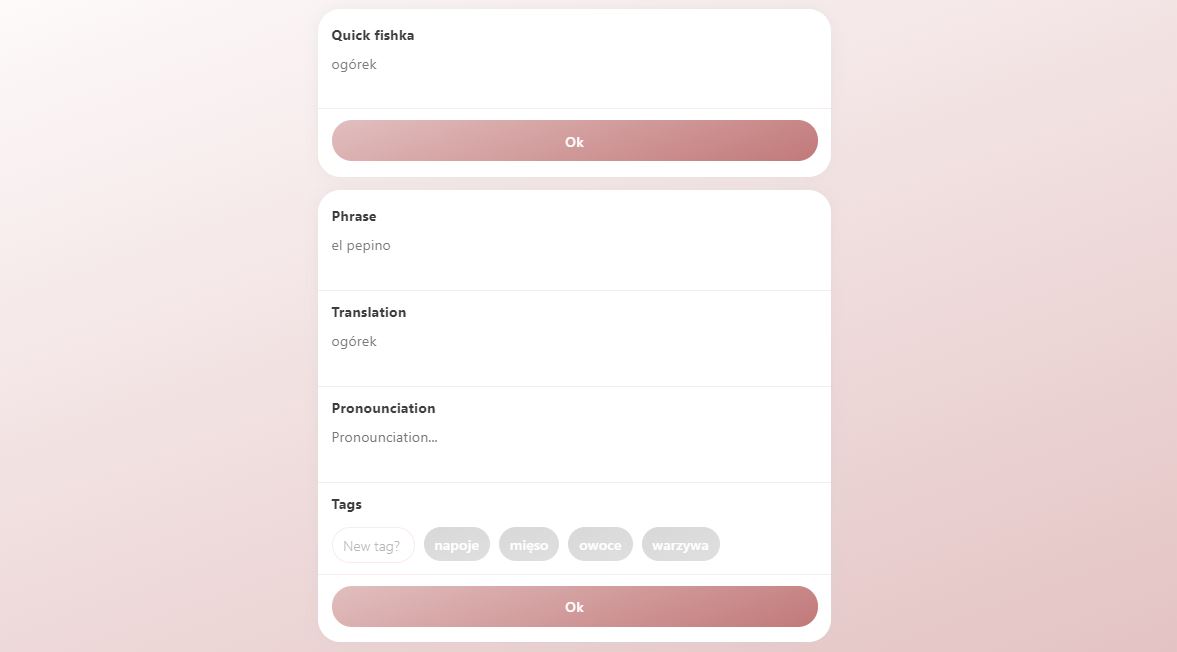 Quick fishka
ogórek
Ok
Phrase
el pepino
Translation
ogórek
Pronounciation
Pronounciation...
Tags
New tag? napoje mięso owoce warzywa
Ok